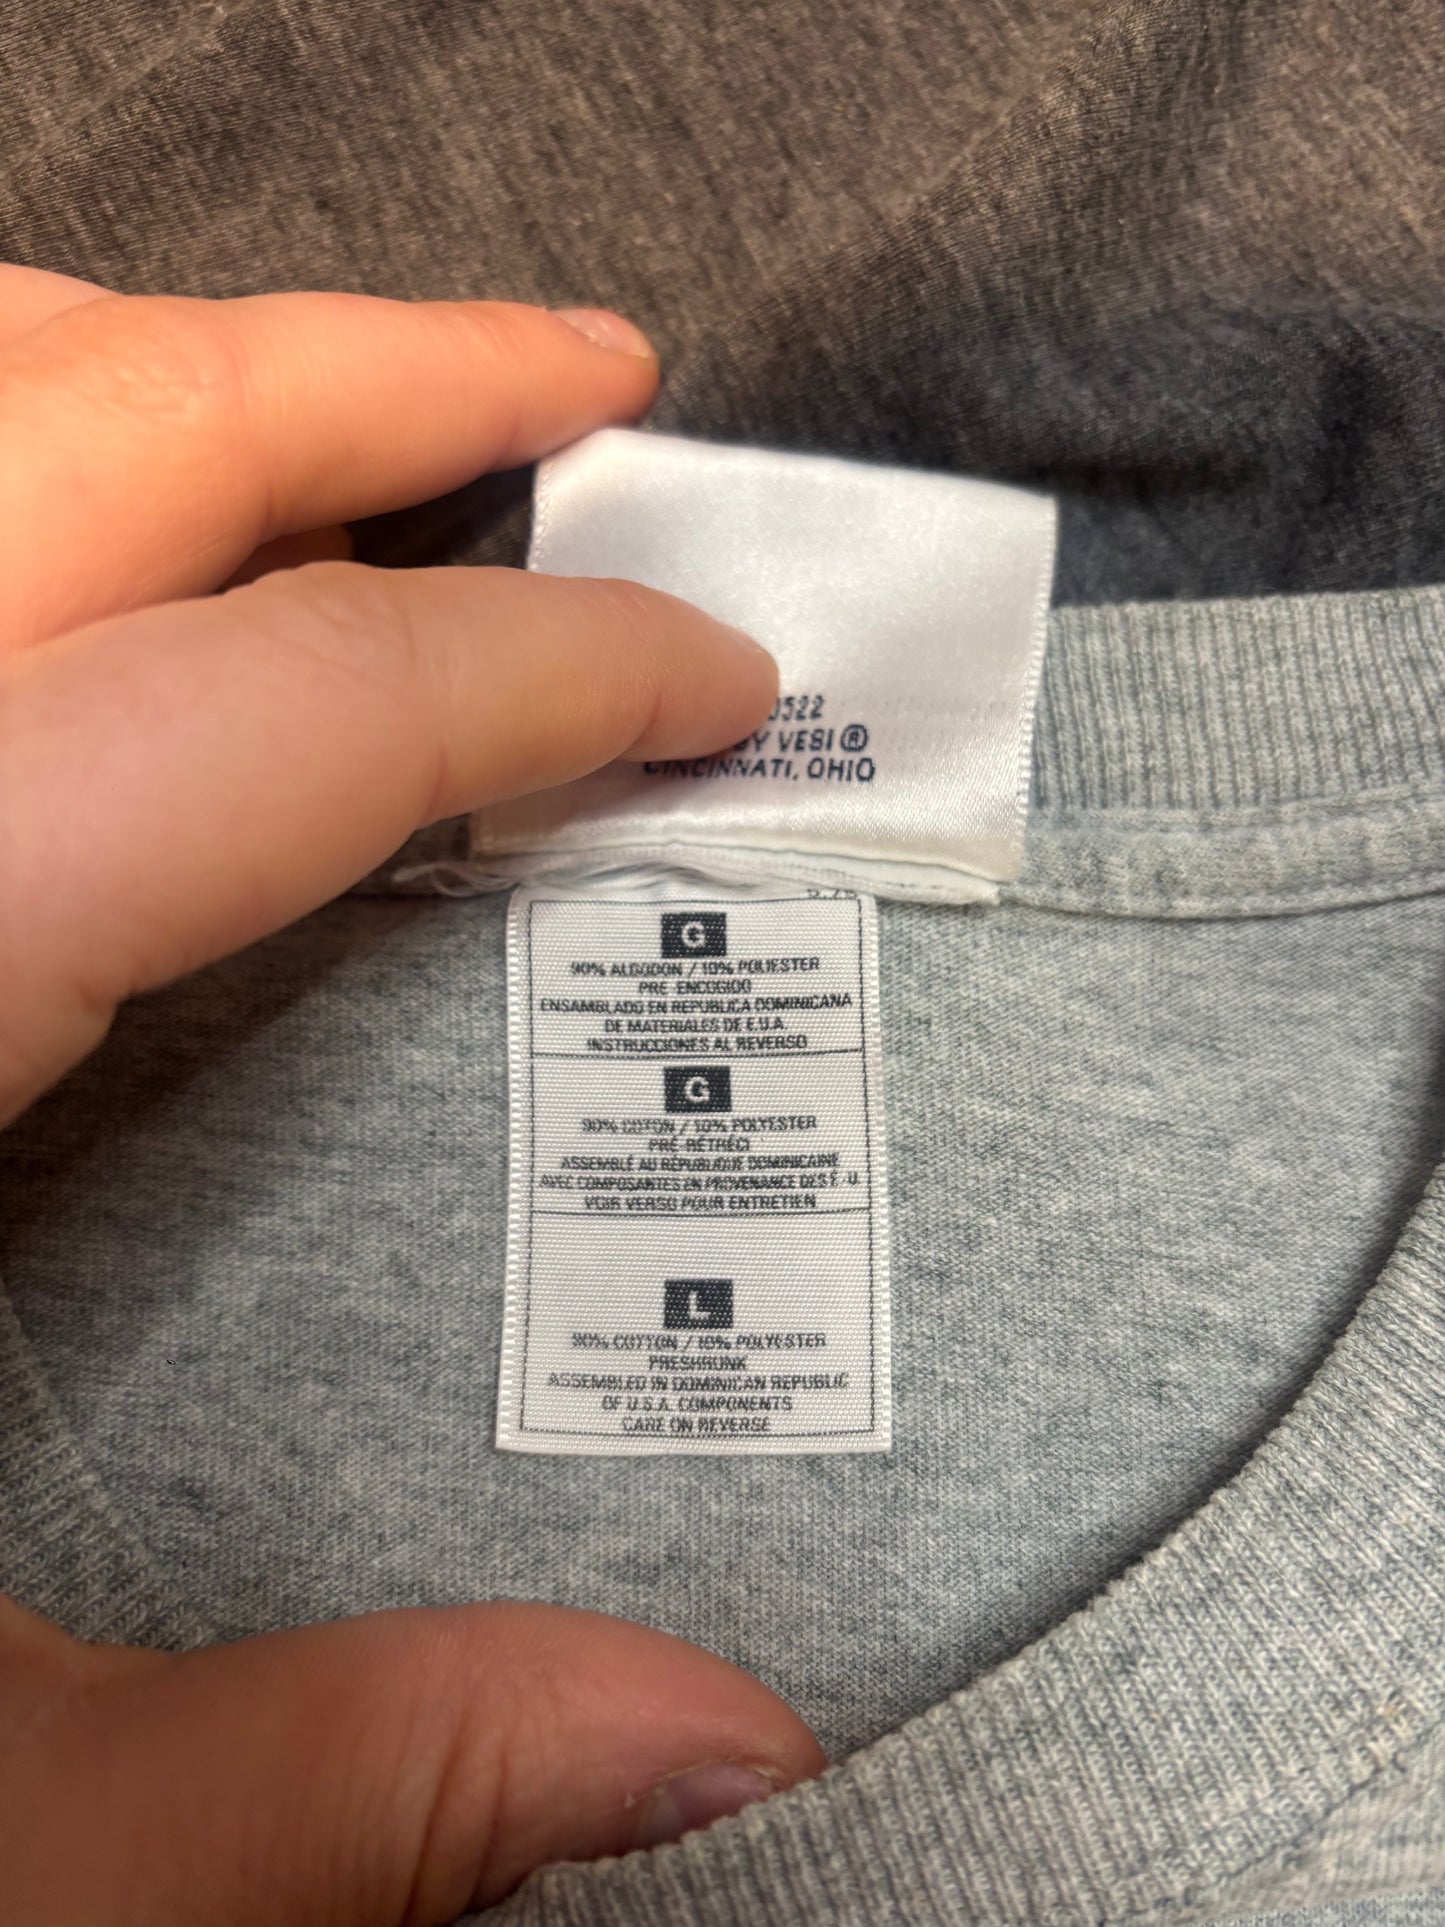 0522
BY VESI®
CINCINNATI, OHIO
G
90% ALGODON / 10% POLIESTER
PRE ENCOGIDO
ENSAMBLADO EN REPUBLICA DOMINICANA
DE MATERIALES DE E.U.A.
INSTRUCCIONES AL REVERSO
G
90% COTON / 10% POLYESTER
PRÉ-RÉTRÉCI
ASSEMBLÉ AU RÉPUBLIQUE DOMINICAINE
AVEC COMPOSANTES EN PROVENANCE DES É.-U.
VOIR VERSO POUR ENTRETIEN
L
90% COTTON / 10% POLYESTER
PRESHRUNK
ASSEMBLED IN DOMINICAN REPUBLIC
OF U.S.A. COMPONENTS
CARE ON REVERSE